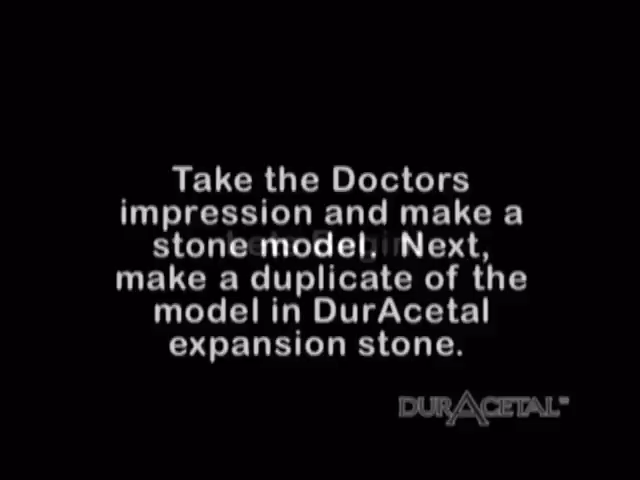 Take the Doctors
impression and make a
stone model. Next,
make a duplicate of the
model in DurAcetal
expansion stone.
DURACETAL™